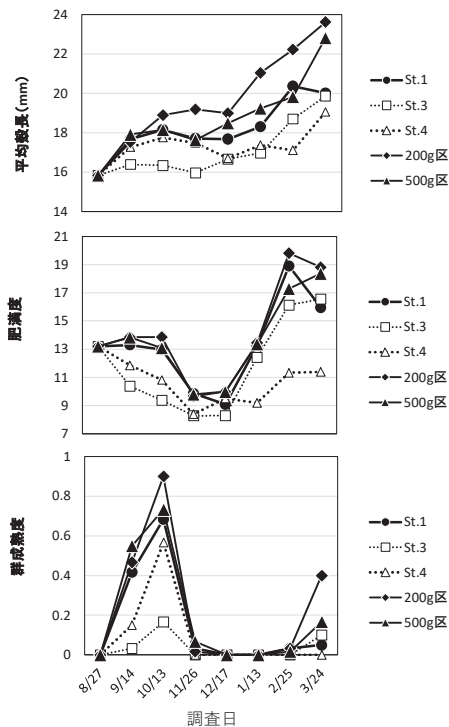 24
22
20
18
16
14
平均殻長(mm)
St.1
St.3
St.4
200g区
500g区
21
19
17
15
13
11
9
7
肥満度
St.1
St.3
St.4
200g区
500g区
1
0.8
0.6
0.4
0.2
0
群成熟度
St.1
St.3
St.4
200g区
500g区
8/27
9/14
10/13
11/26
12/17
1/13
2/25
3/24
調査日